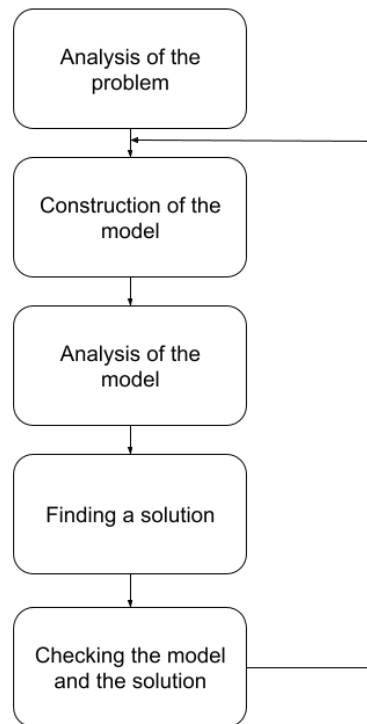 Analysis of the
problem
Construction of the
model
Analysis of the
model
Finding a solution
Checking the model
and the solution